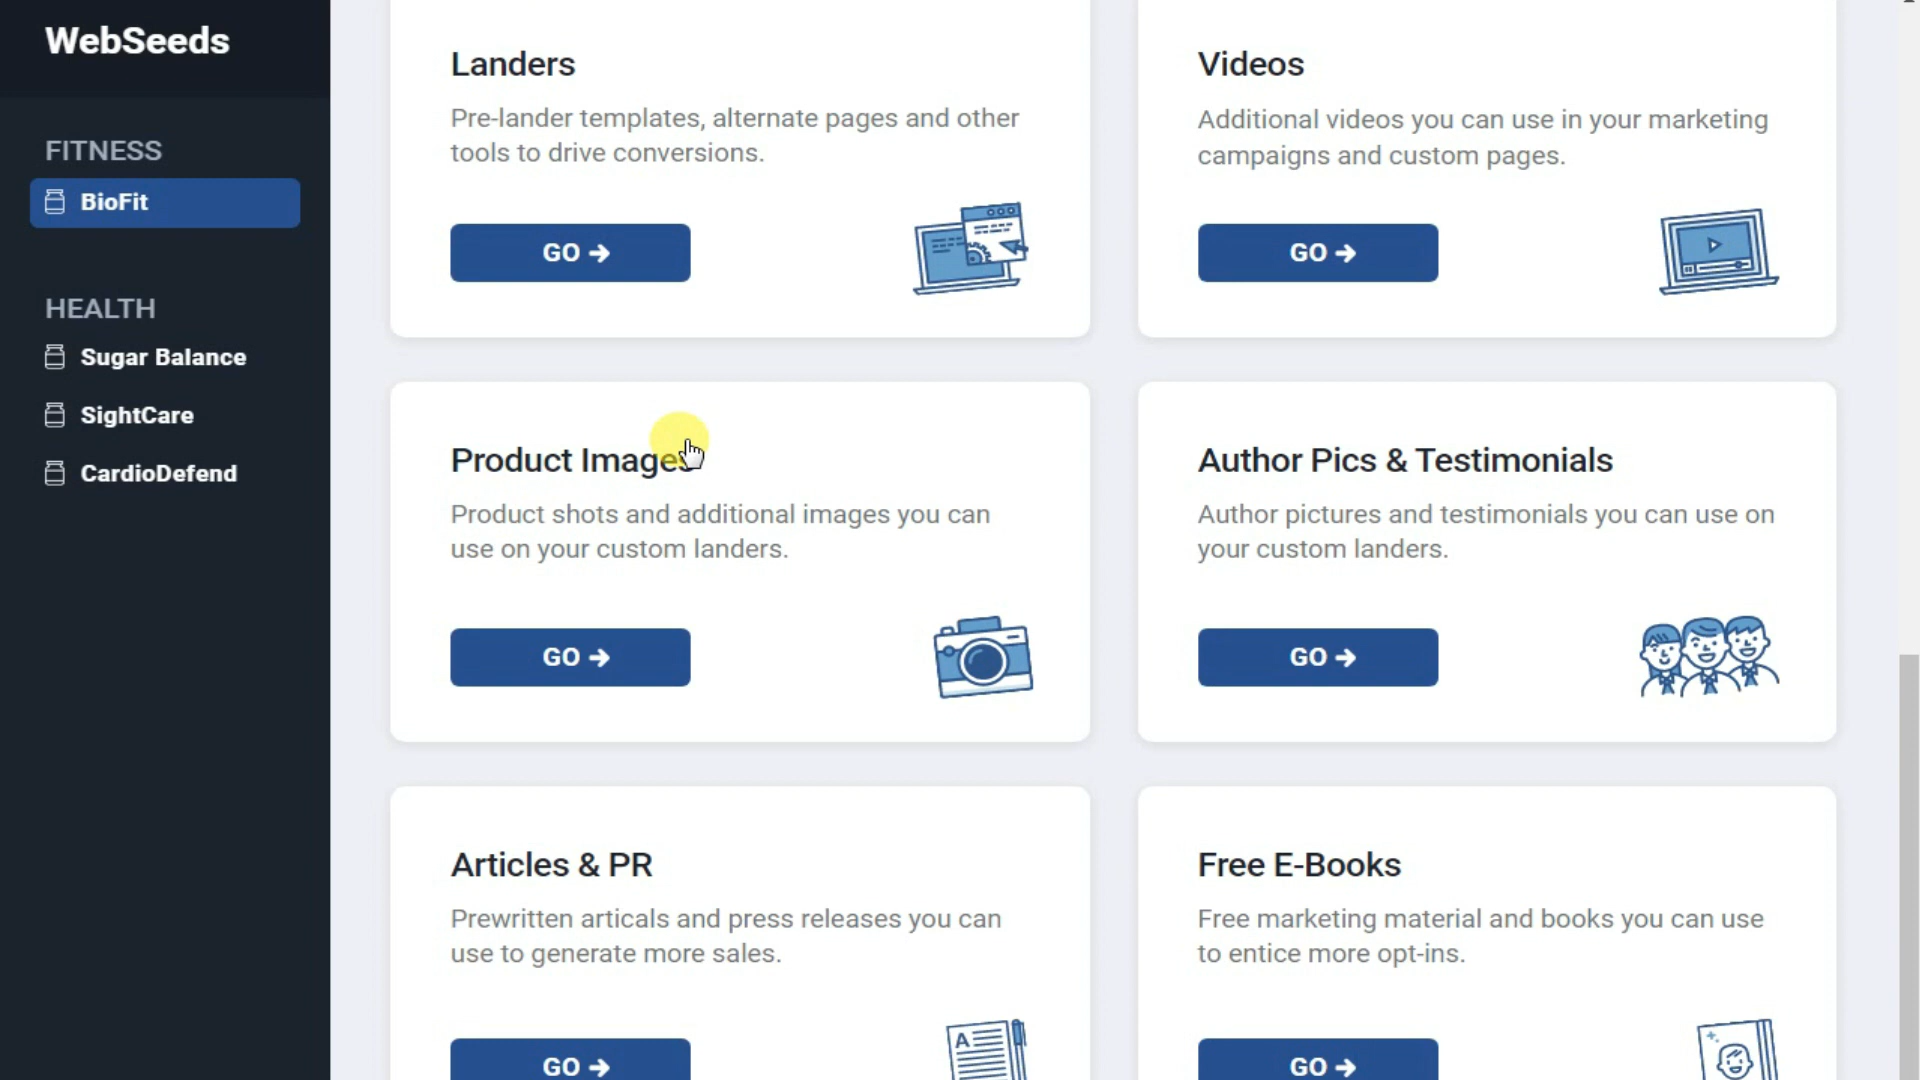 WebSeeds
FITNESS
BioFit
HEALTH
Sugar Balance
SightCare
CardioDefend
Landers
Pre-lander templates, alternate pages and other
tools to drive conversions.
GO
Videos
Additional videos you can use in your marketing
campaigns and custom pages.
GO
Product Images
Product shots and additional images you can
use on your custom landers.
GO
Author Pics & Testimonials
Author pictures and testimonials you can use on
your custom landers.
GO
Articles & PR
Prewritten articals and press releases you can
use to generate more sales.
GO
A
Free E-Books
Free marketing material and books you can use
to entice more opt-ins.
GO